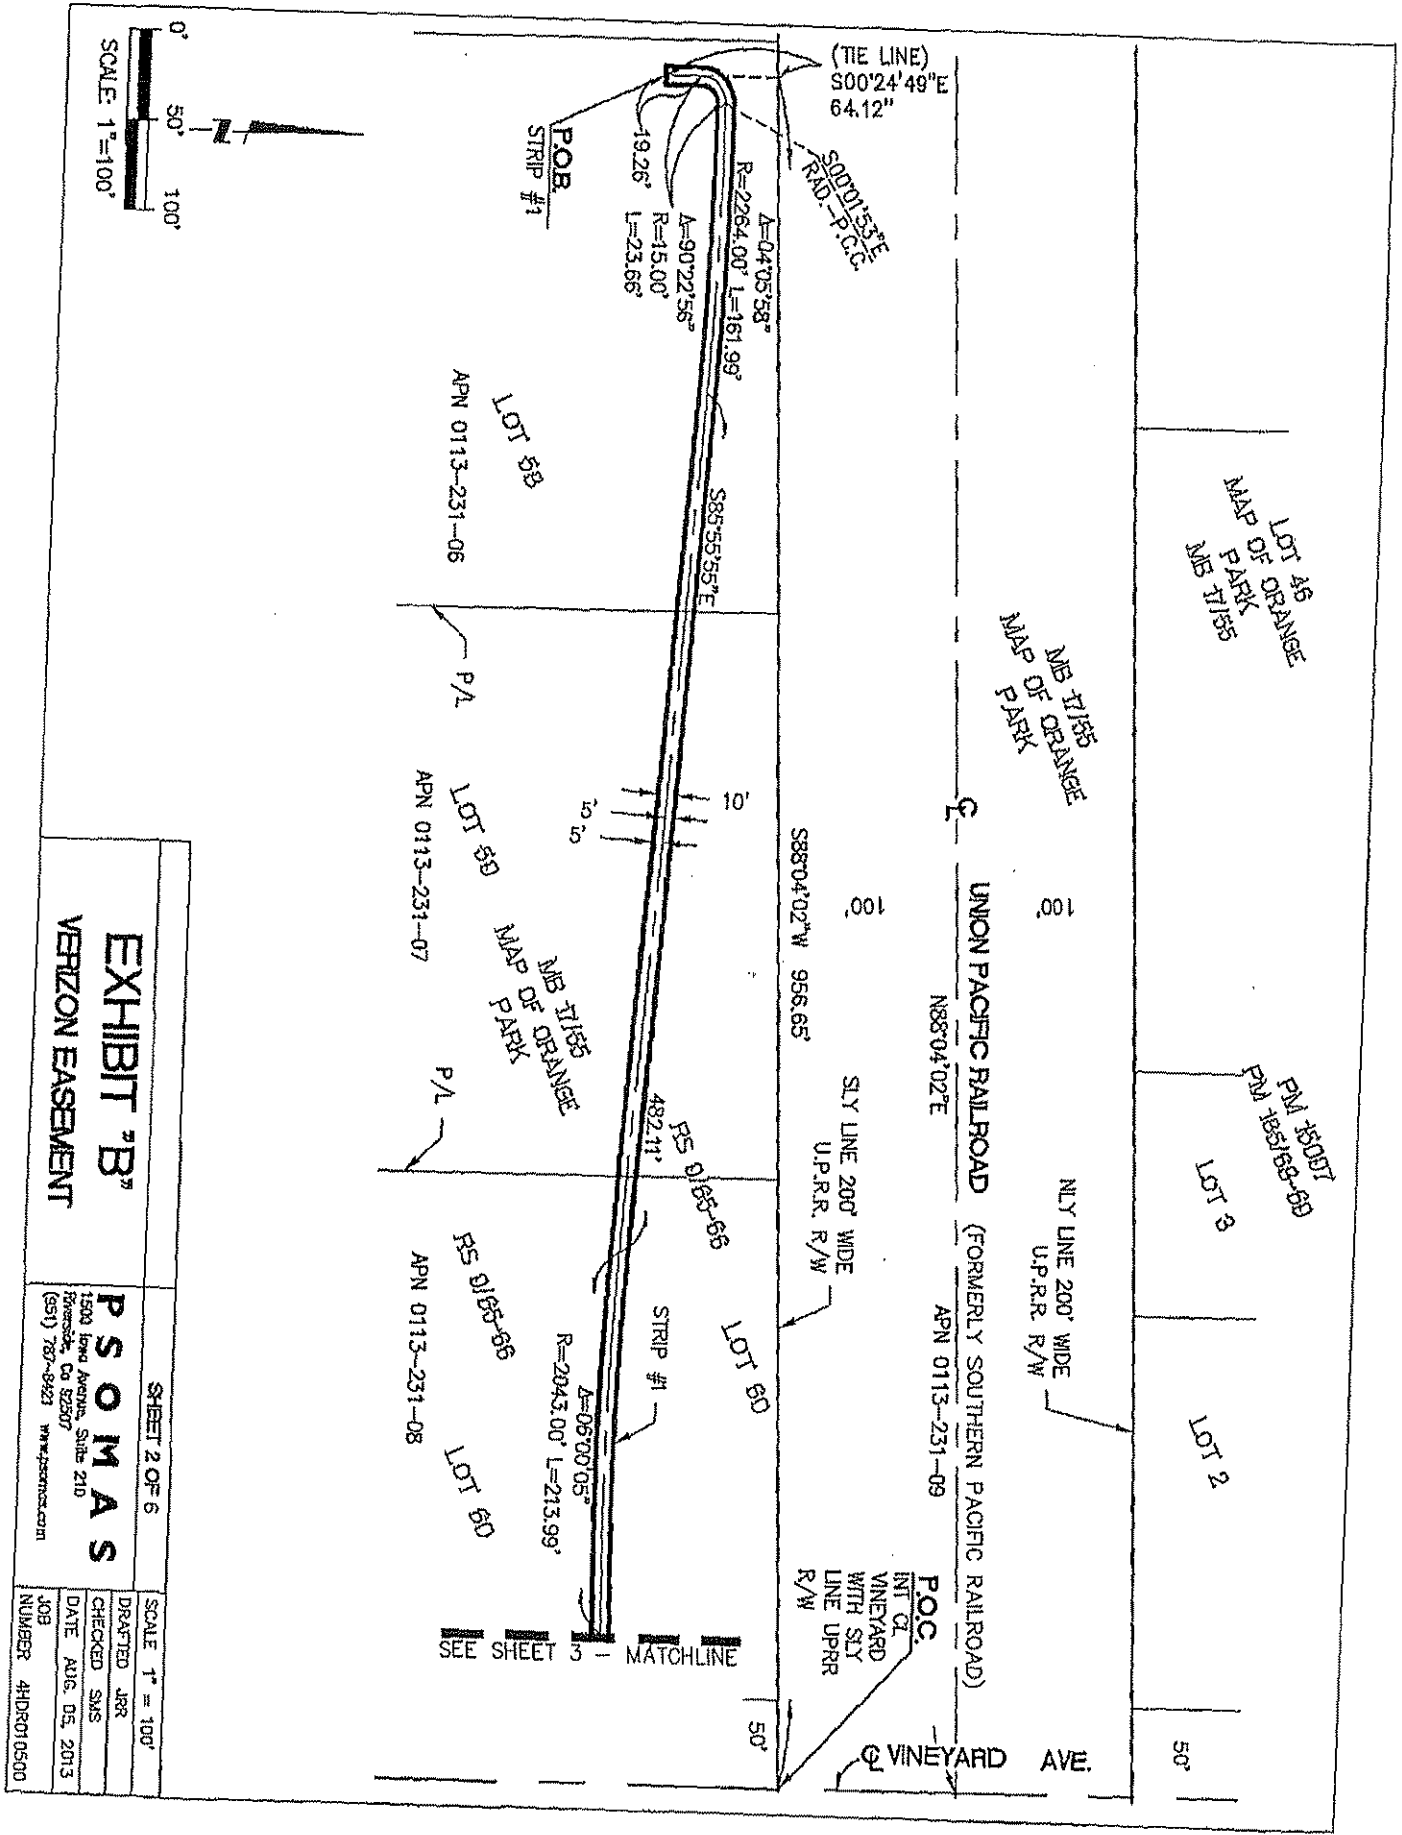 LOT 46
MAP OF ORANGE
PARK
MB 17/55
PM 15007
PM 185/68-69
LOT 3
LOT 2
50'
MB 17/55
MAP OF ORANGE
PARK
100'
NLY LINE 200' WIDE
U.P.R.R. R/W
(TIE LINE)
S00°24'49"E
64.12"
S00°01'53"E
RAD.-P.C.C.
℄
UNION PACIFIC RAILROAD (FORMERLY SOUTHERN PACIFIC RAILROAD)
N88°04'02"E
APN 0113-231-09
100'
SLY LINE 200' WIDE
U.P.R.R. R/W
S88°04'02"W 956.65'
P.O.C.
INT CL
VINEYARD
WITH SLY
LINE UPRR
R/W
℄ VINEYARD AVE.
50'
Δ=04°05'58"
R=2264.00' L=161.99'
S85°55'55"E
Δ=90°22'56"
R=15.00'
L=23.66'
19.26'
P.O.B.
STRIP #1
10'
5'
5'
482.11'
RS 9/65-66
LOT 60
STRIP #1
Δ=06°00'05"
R=2043.00' L=213.99'
LOT 58
APN 0113-231-06
P/L
LOT 59
APN 0113-231-07
MB 17/55
MAP OF ORANGE
PARK
P/L
RS 9/65-66
APN 0113-231-08
LOT 60
SEE SHEET 3 - MATCHLINE
0' 50' 100'
SCALE: 1"=100'
N
EXHIBIT "B"
VERIZON EASEMENT
SHEET 2 OF 6
PSOMAS
1500 Iowa Avenue, Suite 210
Riverside, Ca 92507
(951) 787-8421 www.psomas.com
SCALE 1" = 100'
DRAFTED JRR
CHECKED SMS
DATE AUG. 05, 2013
JOB
NUMBER 4HDR010500